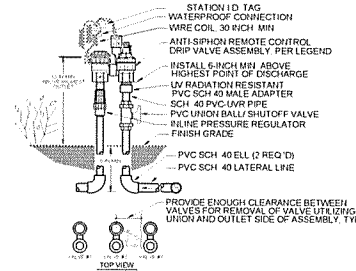 STATION I.D. TAG
WATERPROOF CONNECTION
WIRE COIL, 30 INCH MIN
ANTI-SIPHON REMOTE CONTROL
DRIP VALVE ASSEMBLY, PER LEGEND
INSTALL 6-INCH MIN. ABOVE
HIGHEST POINT OF DISCHARGE
UV RADIATION RESISTANT
PVC SCH 40 MALE ADAPTER
SCH 40 PVC-UVR PIPE
PVC UNION BALL/ SHUTOFF VALVE
INLINE PRESSURE REGULATOR
FINISH GRADE
PVC SCH 40 ELL (2 REQ'D)
PVC SCH 40 LATERAL LINE
PROVIDE ENOUGH CLEARANCE BETWEEN
VALVES FOR REMOVAL OF VALVE UTILIZING
UNION AND OUTLET SIDE OF ASSEMBLY, TY
TOP VIEW